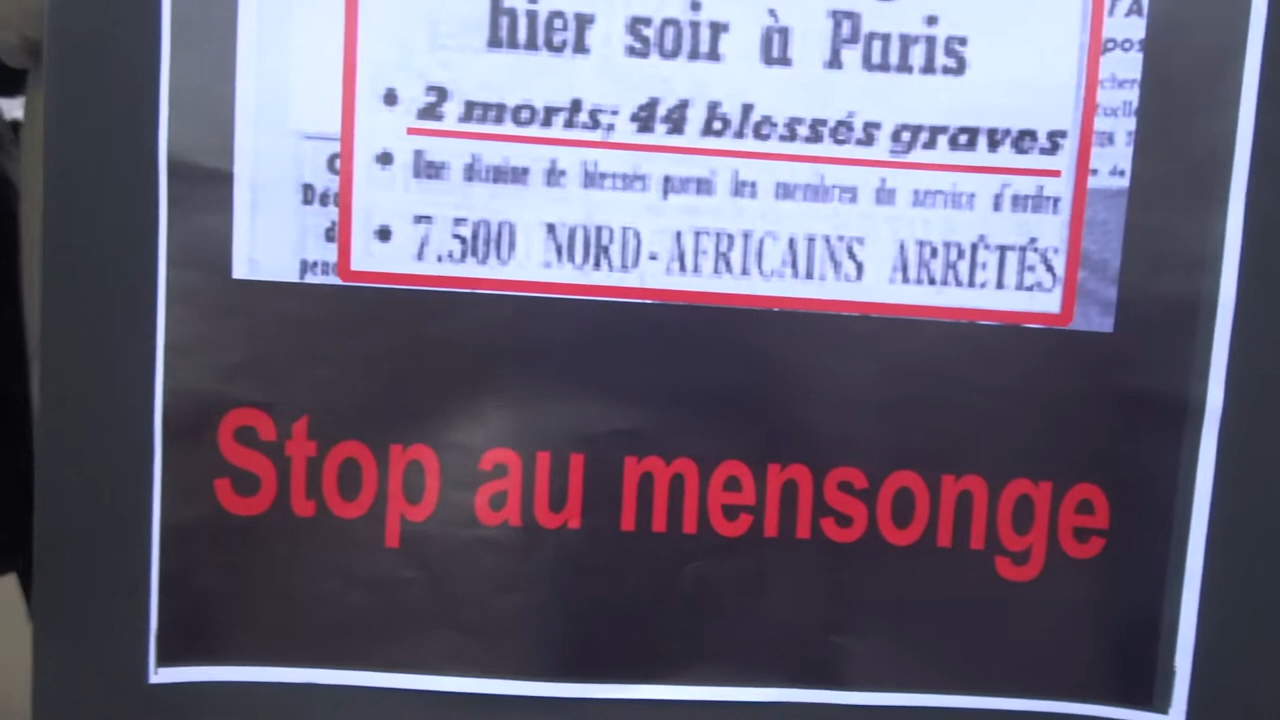 hier soir à Paris
• 2 morts; 44 blessés graves
• Une dizaine de blessés parmi les membres du service d'ordre
• 7.500 NORD-AFRICAINS ARRÊTÉS
Stop au mensonge